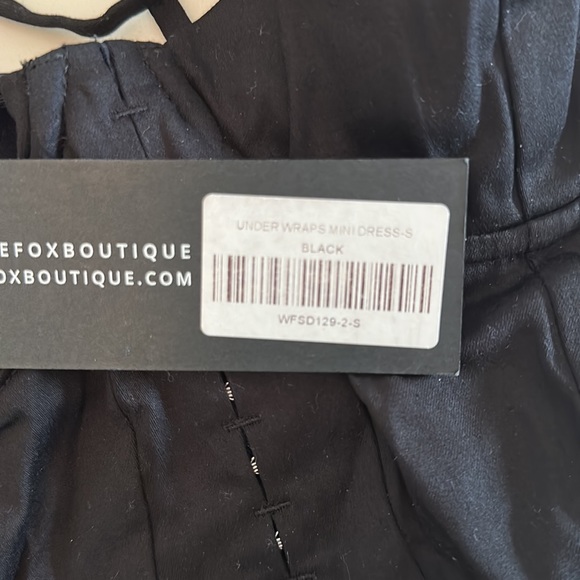 EFOXBOUTIQUE
OXBOUTIQUE.COM
UNDER WRAPS MINI DRESS-S
BLACK
WFSD129-2-S